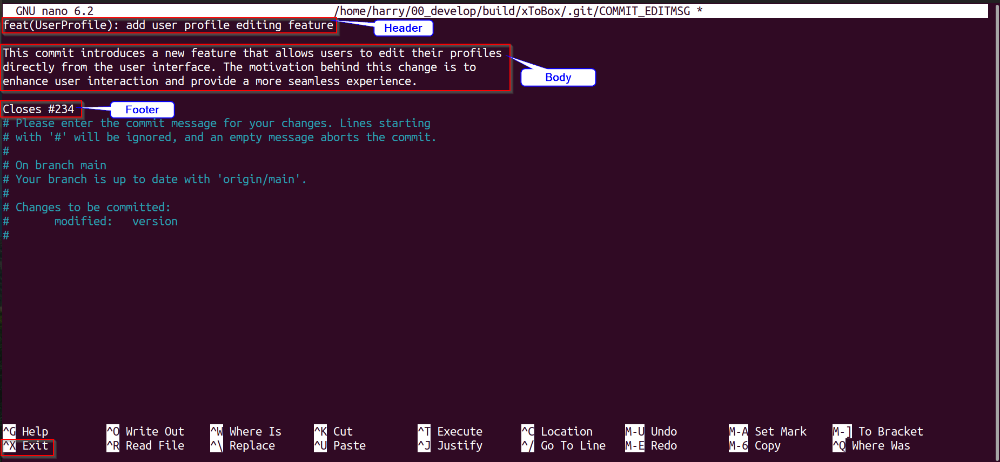 GNU nano 6.2 /home/harry/00_develop/build/xToBox/.git/COMMIT_EDITMSG *
feat(UserProfile): add user profile editing feature
Header
This commit introduces a new feature that allows users to edit their profiles
directly from the user interface. The motivation behind this change is to
enhance user interaction and provide a more seamless experience.
Body
Closes #234
Footer
# Please enter the commit message for your changes. Lines starting
# with '#' will be ignored, and an empty message aborts the commit.
#
# On branch main
# Your branch is up to date with 'origin/main'.
#
# Changes to be committed:
#       modified:   version
#
^G Help ^O Write Out ^W Where Is ^K Cut ^T Execute ^C Location M-U Undo M-A Set Mark M-] To Bracket
^X Exit ^R Read File ^\ Replace ^U Paste ^J Justify ^/ Go To Line M-E Redo M-6 Copy ^Q Where Was